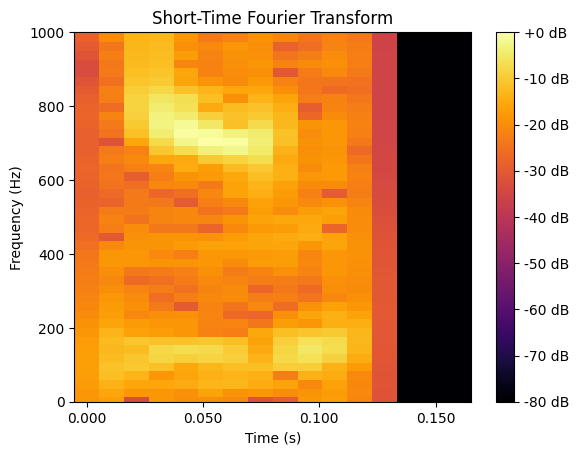 Short-Time Fourier Transform
1000
800
600
400
200
0
Frequency (Hz)
0.000
0.050
0.100
0.150
Time (s)
+0 dB
-10 dB
-20 dB
-30 dB
-40 dB
-50 dB
-60 dB
-70 dB
-80 dB